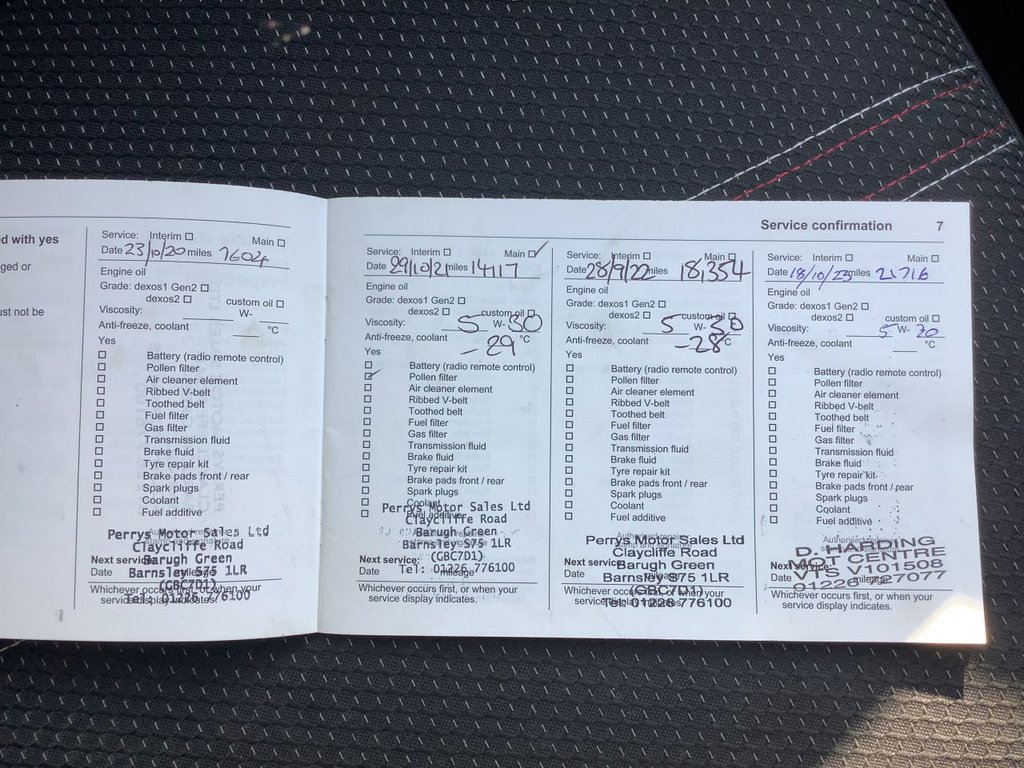 Service confirmation 7
ed with yes
ged or
ust not be
Service: Interim ☐ Main ☐
Date 23/10/20 miles 76024
Engine oil
Grade: dexos1 Gen2 ☐
dexos2 ☐ custom oil ☐
Viscosity: W-
Anti-freeze, coolant °C
Yes
☐ Battery (radio remote control)
☐ Pollen filter
☐ Air cleaner element
☐ Ribbed V-belt
☐ Toothed belt
☐ Fuel filter
☐ Gas filter
☐ Transmission fluid
☐ Brake fluid
☐ Tyre repair kit
☐ Brake pads front / rear
☐ Spark plugs
☐ Coolant
☐ Fuel additive
Perrys Motor Sales Ltd
Claycliffe Road
Barugh Green
Barnsley S75 1LR
(GBC7D1)
Tel: 01226 776100
Next service:
Date mileage
Whichever occurs first, or when your
service display indicates.
Service: Interim ☐ Main ☑
Date 29/10/21 miles 14117
Engine oil
Grade: dexos1 Gen2 ☐
dexos2 ☐ custom oil ☐
Viscosity: 5 W- 30
Anti-freeze, coolant -29 °C
Yes
☐ Battery (radio remote control)
☑ Pollen filter
☐ Air cleaner element
☐ Ribbed V-belt
☐ Toothed belt
☐ Fuel filter
☐ Gas filter
☐ Transmission fluid
☐ Brake fluid
☐ Tyre repair kit
☐ Brake pads front / rear
☐ Spark plugs
☐ Coolant
☐ Fuel additive
Perrys Motor Sales Ltd
Claycliffe Road
Barugh Green
Barnsley S75 1LR
(GBC7D1)
Tel: 01226 776100
mileage
Whichever occurs first, or when your
service display indicates.
Service: Interim ☐ Main ☐
Date 28/9/22 miles 18,354
Engine oil
Grade: dexos1 Gen2 ☐
dexos2 ☐ custom oil ☐
Viscosity: 5 W- 30
Anti-freeze, coolant -28 °C
Yes
☐ Battery (radio remote control)
☐ Pollen filter
☐ Air cleaner element
☐ Ribbed V-belt
☐ Toothed belt
☐ Fuel filter
☐ Gas filter
☐ Transmission fluid
☐ Brake fluid
☐ Tyre repair kit
☐ Brake pads front / rear
☐ Spark plugs
☐ Coolant
☐ Fuel additive
Perrys Motor Sales Ltd
Claycliffe Road
Barugh Green
Barnsley S75 1LR
(GBC7D1)
Tel: 01226 776100
Next service:
Date mileage
Whichever occurs first, or when your
service display indicates.
Service: Interim ☐ Main ☐
Date 18/10/23 miles 21716
Engine oil
Grade: dexos1 Gen2 ☐
dexos2 ☐ custom oil ☐
Viscosity: 5 W- 20
Anti-freeze, coolant °C
Yes
☐ Battery (radio remote control)
☐ Pollen filter
☐ Air cleaner element
☐ Ribbed V-belt
☐ Toothed belt
☐ Fuel filter
☐ Gas filter
☐ Transmission fluid
☐ Brake fluid
☐ Tyre repair kit
☐ Brake pads front / rear
☐ Spark plugs
☐ Coolant
☐ Fuel additive
D. HARDING
MOT CENTRE
VTS V101508
01226 727077
Next service:
Date mileage
Whichever occurs first, or when your
service display indicates.